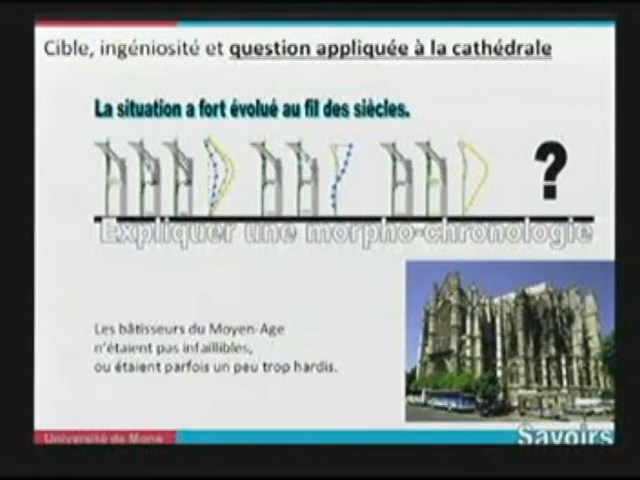 Cible, ingéniosité et question appliquée à la cathédrale
La situation a fort évolué au fil des siècles.
?
Expliquer une morpho-chronologie
Les bâtisseurs du Moyen-Age
n'étaient pas infaillibles,
ou étaient parfois un peu trop hardis.
Université de Mons
Savoirs